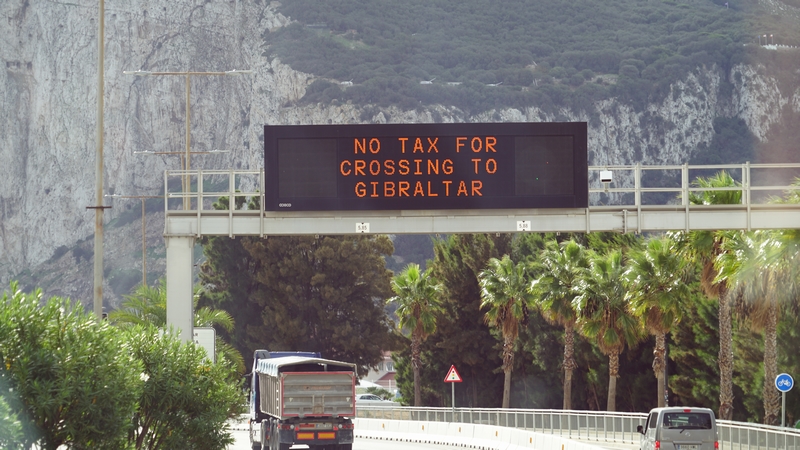 NO TAX FOR
CROSSING TO
GIBRALTAR